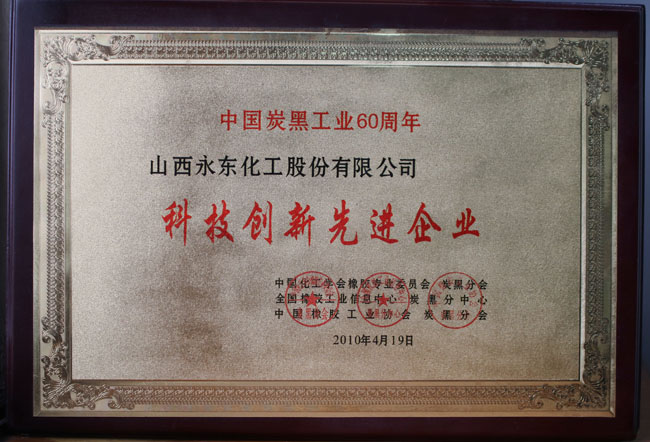 中国炭黑工业60周年
山西永东化工股份有限公司
科技创新先进企业
中国化工学会橡胶专业委员会 炭黑分会
全国橡胶工业信息中心 炭黑分中心
中国橡胶工业协会 炭黑分会
2010年4月19日